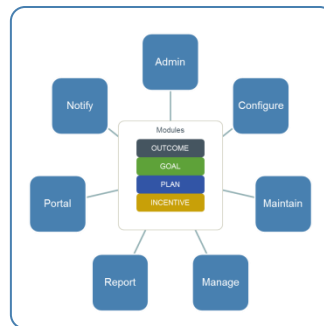 Admin
Notify
Configure
Modules
OUTCOME
GOAL
PLAN
INCENTIVE
Portal
Maintain
Report
Manage